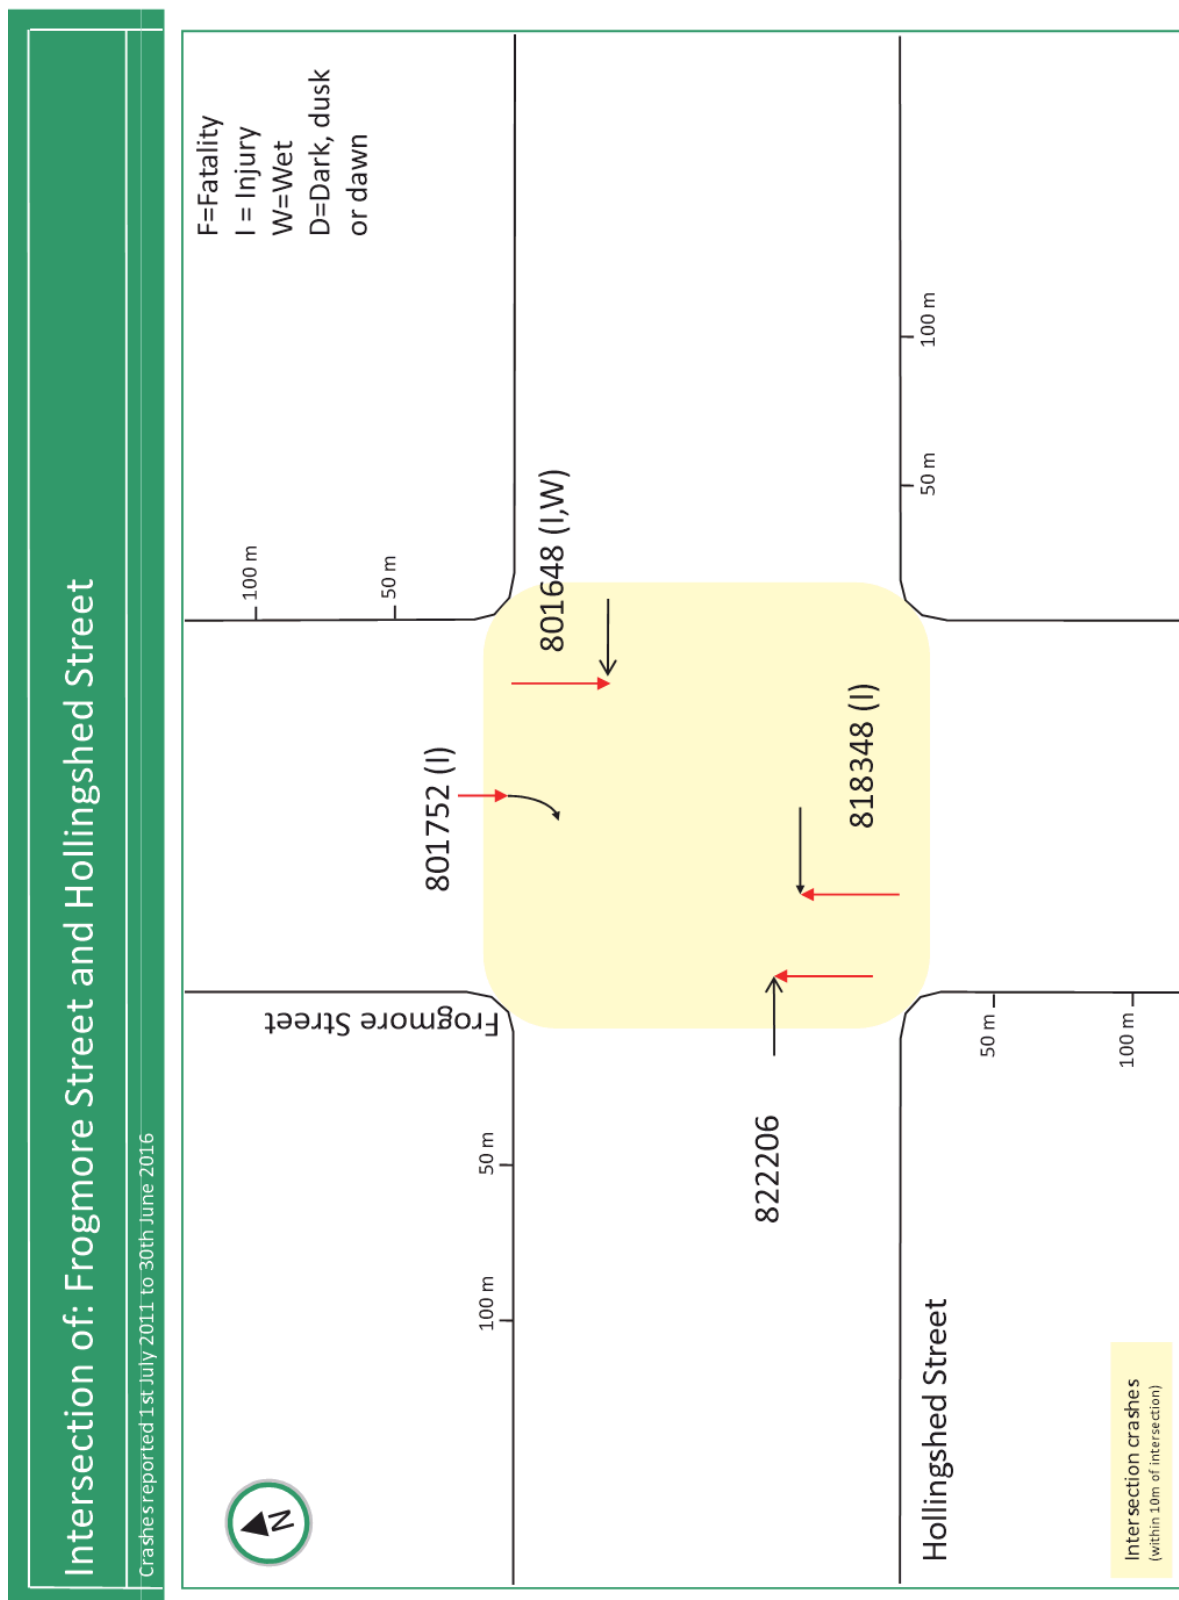 Intersection of: Frogmore Street and Hollingshed Street
Crashes reported 1st July 2011 to 30th June 2016
N
F=Fatality
I = Injury
W=Wet
D=Dark, dusk
or dawn
100 m
50 m
Frogmore Street
801752 (I)
801648 (I,W)
100 m
50 m
822206
818348 (I)
50 m
100 m
Hollingshed Street
50 m
100 m
Intersection crashes
(within 10m of intersection)